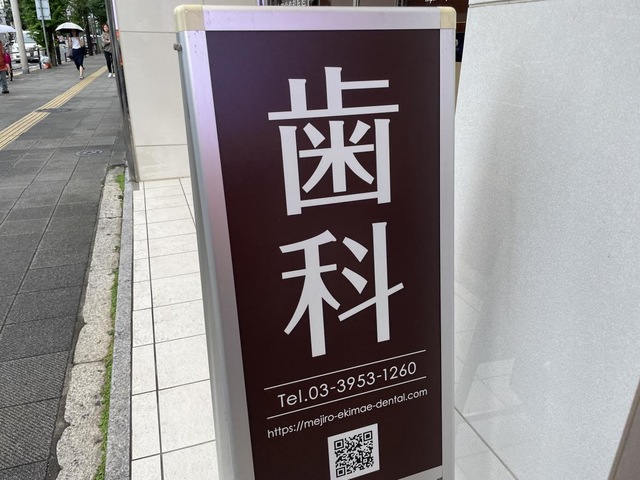 歯科
Tel.03-3953-1260
https://mejiro-ekimae-dental.com